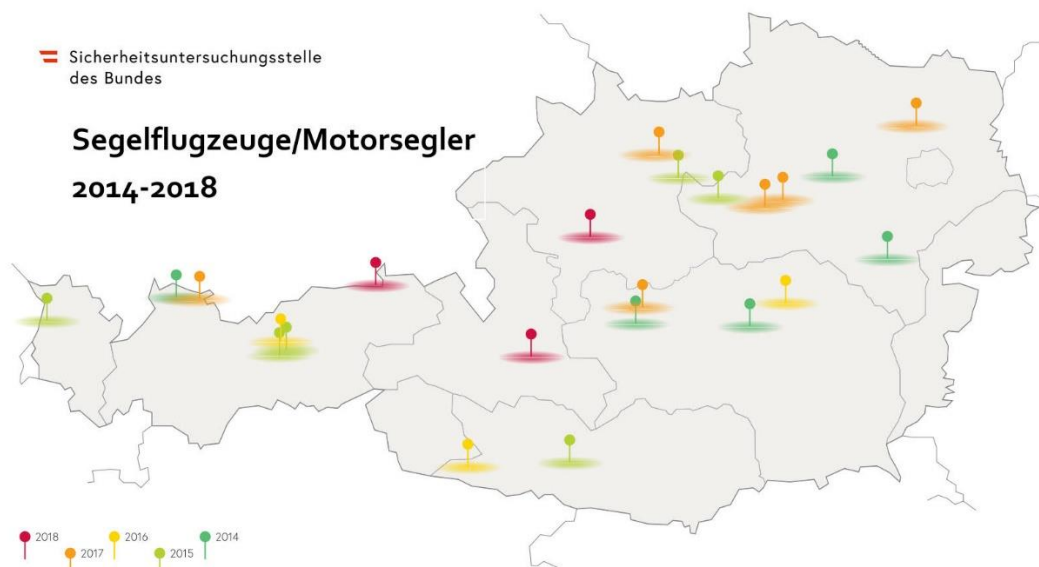 Sicherheitsuntersuchungsstelle
des Bundes
Segelflugzeuge/Motorsegler
2014-2018
2018
2017
2016
2015
2014